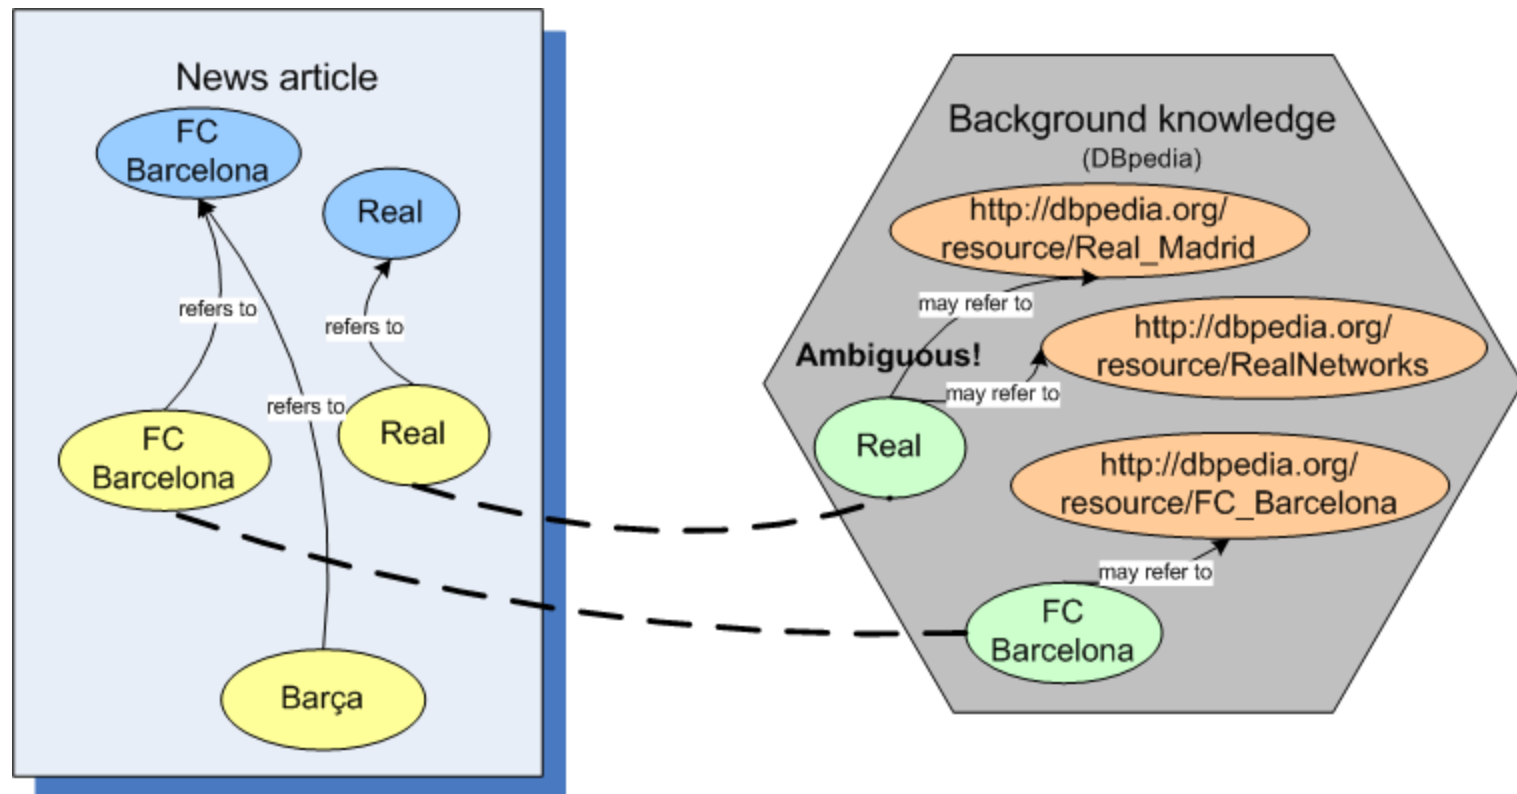 News article
FC
Barcelona
Real
refers to
refers to
refers to
FC
Barcelona
Real
Barça
Background knowledge
(DBpedia)
http://dbpedia.org/
resource/Real_Madrid
may refer to
http://dbpedia.org/
resource/RealNetworks
Ambiguous!
may refer to
Real
http://dbpedia.org/
resource/FC_Barcelona
may refer to
FC
Barcelona